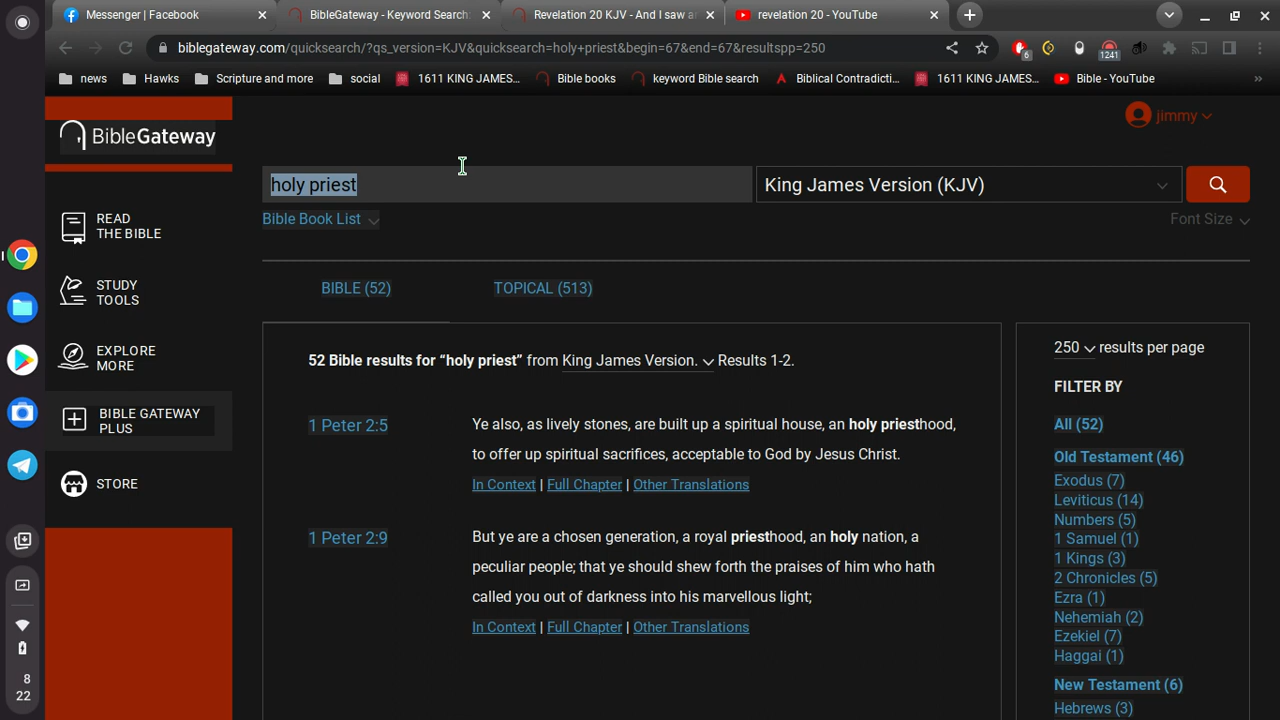 Messenger | Facebook
BibleGateway - Keyword Search:
Revelation 20 KJV - And I saw an
revelation 20 - YouTube
biblegateway.com/quicksearch/?qs_version=KJV&quicksearch=holy+priest&begin=67&end=67&resultspp=250
6
1241
news
Hawks
Scripture and more
social
1611 KING JAMES...
Bible books
keyword Bible search
Biblical Contradicti...
1611 KING JAMES...
Bible - YouTube
»
BibleGateway
jimmy
holy priest
King James Version (KJV)
Bible Book List
Font Size
READ
THE BIBLE
STUDY
TOOLS
EXPLORE
MORE
BIBLE GATEWAY
PLUS
STORE
BIBLE (52)
TOPICAL (513)
52 Bible results for “holy priest” from King James Version. Results 1-2.
1 Peter 2:5
Ye also, as lively stones, are built up a spiritual house, an holy priesthood,
to offer up spiritual sacrifices, acceptable to God by Jesus Christ.
In Context | Full Chapter | Other Translations
1 Peter 2:9
But ye are a chosen generation, a royal priesthood, an holy nation, a
peculiar people; that ye should shew forth the praises of him who hath
called you out of darkness into his marvellous light;
In Context | Full Chapter | Other Translations
250 results per page
FILTER BY
All (52)
Old Testament (46)
Exodus (7)
Leviticus (14)
Numbers (5)
1 Samuel (1)
1 Kings (3)
2 Chronicles (5)
Ezra (1)
Nehemiah (2)
Ezekiel (7)
Haggai (1)
New Testament (6)
Hebrews (3)
8
22